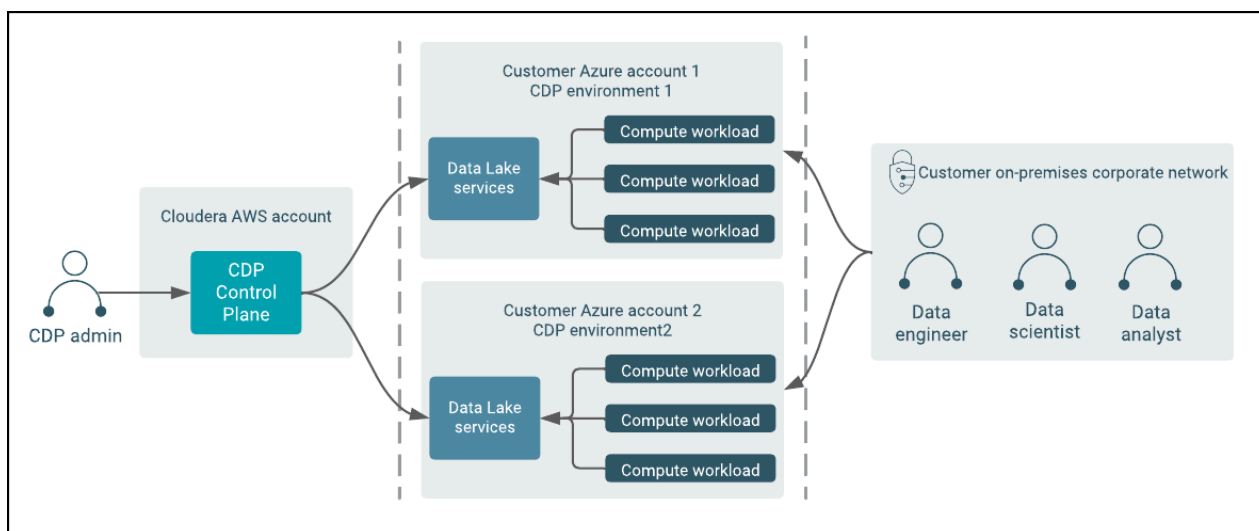 Customer Azure account 1
CDP environment 1
Compute workload
Data Lake
services
Compute workload
Compute workload
Customer on-premises corporate network
Cloudera AWS account
CDP
Control
Plane
CDP admin
Data
engineer
Data
scientist
Data
analyst
Customer Azure account 2
CDP environment2
Compute workload
Data Lake
services
Compute workload
Compute workload